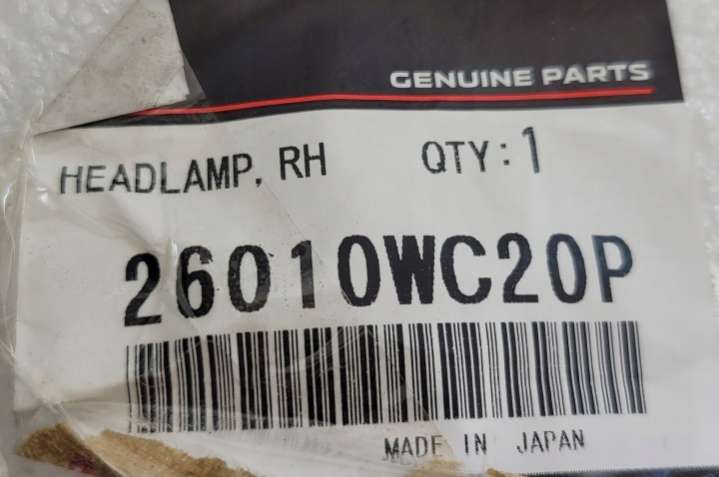 GENUINE PARTS
HEADLAMP, RH QTY:1
26010WC20P
MADE IN JAPAN